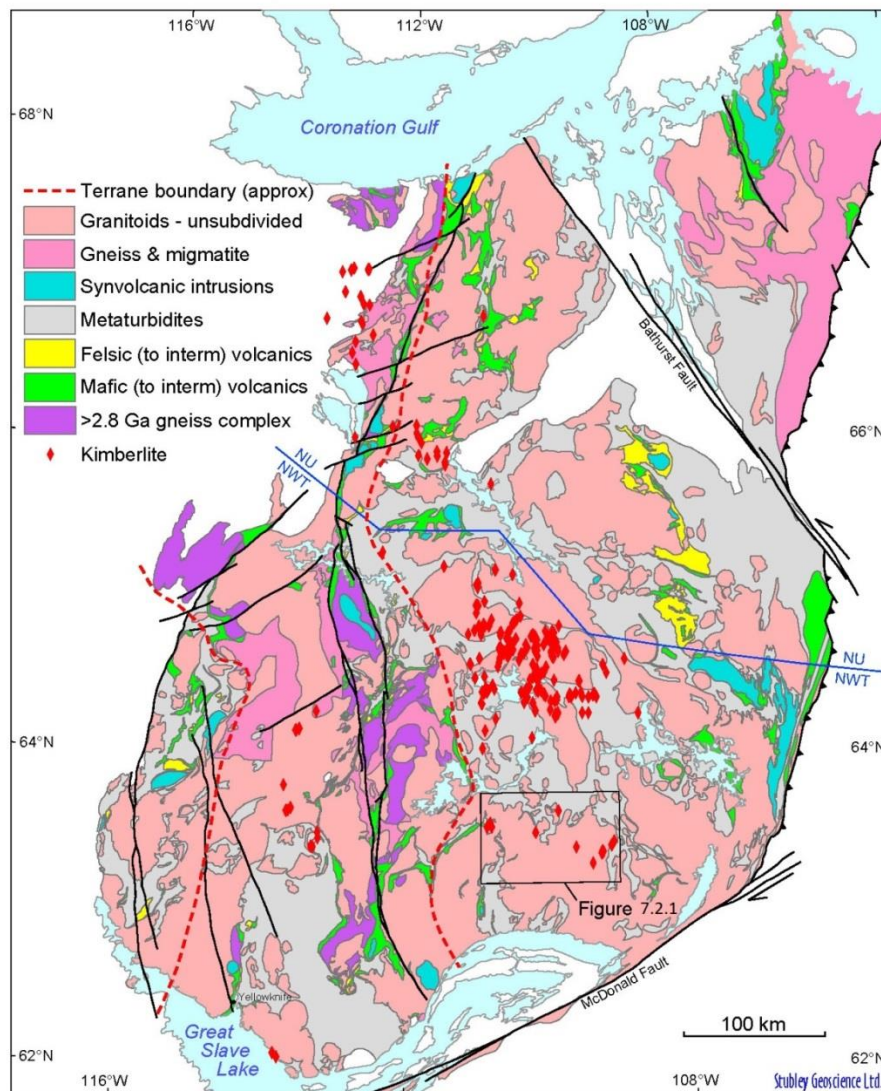 116°W 112°W 108°W
68°N
Coronation Gulf
Terrane boundary (approx)
Granitoids - unsubdivided
Gneiss & migmatite
Synvolcanic intrusions
Metaturbidites
Felsic (to interm) volcanics
Mafic (to interm) volcanics
>2.8 Ga gneiss complex
Kimberlite
Bathurst Fault
66°N
NU
NWT
NU
NWT
64°N 64°N
Figure 7.2.1
McDonald Fault
Yellowknife
Great
Slave
Lake
100 km
62°N 62°N
116°W 112°W 108°W
Stubley Geoscience Ltd.